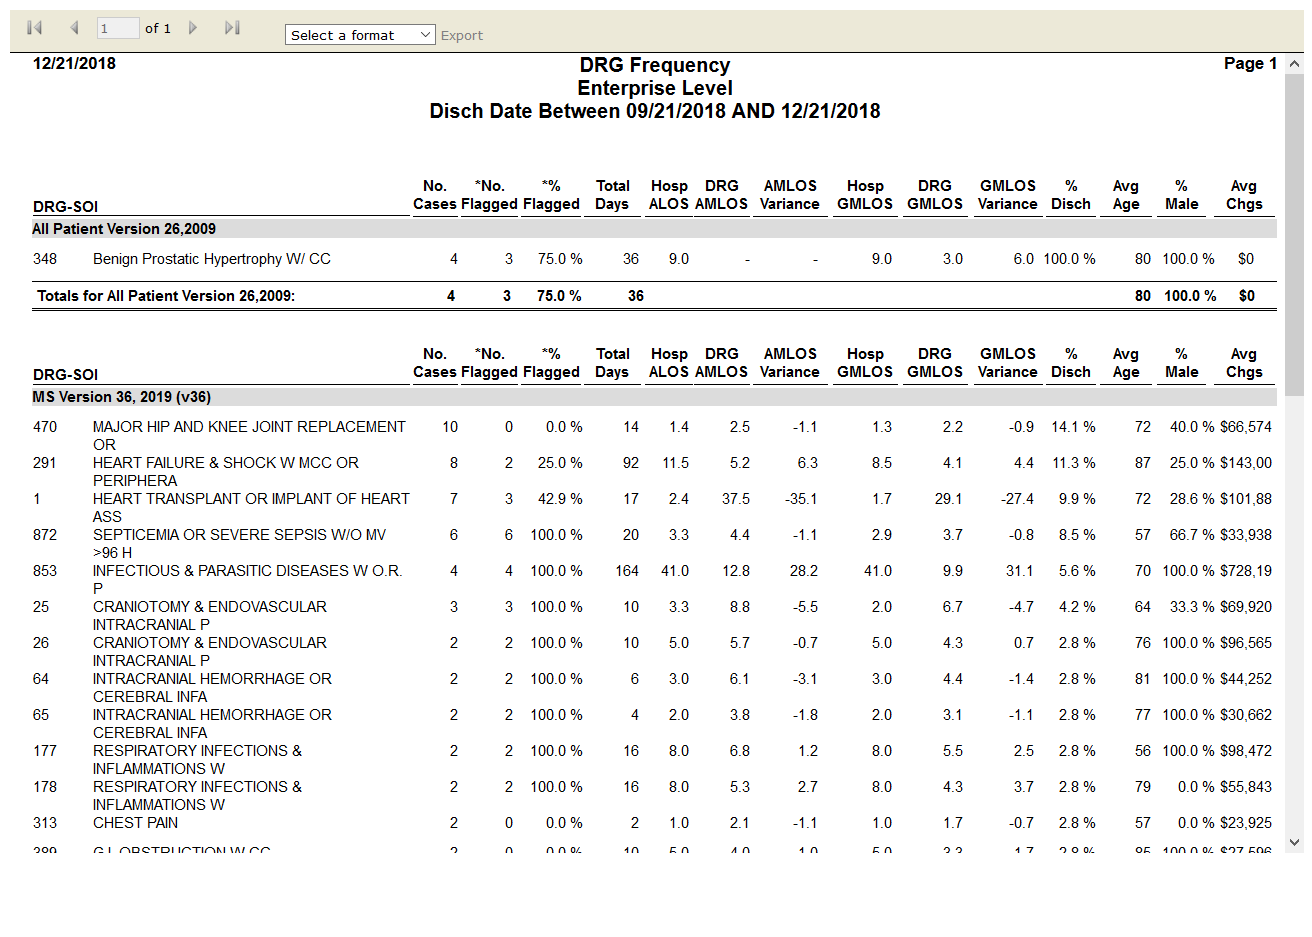 1 of 1 Select a format Export
12/21/2018 DRG Frequency Page 1
Enterprise Level
Disch Date Between 09/21/2018 AND 12/21/2018
No. *No. *% Total Hosp DRG AMLOS Hosp DRG GMLOS % Avg % Avg
DRG-SOI Cases Flagged Flagged Days ALOS AMLOS Variance GMLOS GMLOS Variance Disch Age Male Chgs
All Patient Version 26,2009
348 Benign Prostatic Hypertrophy W/ CC 4 3 75.0 % 36 9.0 - - 9.0 3.0 6.0 100.0 % 80 100.0 % $0
Totals for All Patient Version 26,2009: 4 3 75.0 % 36 80 100.0 % $0
No. *No. *% Total Hosp DRG AMLOS Hosp DRG GMLOS % Avg % Avg
DRG-SOI Cases Flagged Flagged Days ALOS AMLOS Variance GMLOS GMLOS Variance Disch Age Male Chgs
MS Version 36, 2019 (v36)
470 MAJOR HIP AND KNEE JOINT REPLACEMENT 10 0 0.0 % 14 1.4 2.5 -1.1 1.3 2.2 -0.9 14.1 % 72 40.0 % $66,574
OR
291 HEART FAILURE & SHOCK W MCC OR 8 2 25.0 % 92 11.5 5.2 6.3 8.5 4.1 4.4 11.3 % 87 25.0 % $143,00
PERIPHERA
1 HEART TRANSPLANT OR IMPLANT OF HEART 7 3 42.9 % 17 2.4 37.5 -35.1 1.7 29.1 -27.4 9.9 % 72 28.6 % $101,88
ASS
872 SEPTICEMIA OR SEVERE SEPSIS W/O MV 6 6 100.0 % 20 3.3 4.4 -1.1 2.9 3.7 -0.8 8.5 % 57 66.7 % $33,938
>96 H
853 INFECTIOUS & PARASITIC DISEASES W O.R. 4 4 100.0 % 164 41.0 12.8 28.2 41.0 9.9 31.1 5.6 % 70 100.0 % $728,19
P
25 CRANIOTOMY & ENDOVASCULAR 3 3 100.0 % 10 3.3 8.8 -5.5 2.0 6.7 -4.7 4.2 % 64 33.3 % $69,920
INTRACRANIAL P
26 CRANIOTOMY & ENDOVASCULAR 2 2 100.0 % 10 5.0 5.7 -0.7 5.0 4.3 0.7 2.8 % 76 100.0 % $96,565
INTRACRANIAL P
64 INTRACRANIAL HEMORRHAGE OR 2 2 100.0 % 6 3.0 6.1 -3.1 3.0 4.4 -1.4 2.8 % 81 100.0 % $44,252
CEREBRAL INFA
65 INTRACRANIAL HEMORRHAGE OR 2 2 100.0 % 4 2.0 3.8 -1.8 2.0 3.1 -1.1 2.8 % 77 100.0 % $30,662
CEREBRAL INFA
177 RESPIRATORY INFECTIONS & 2 2 100.0 % 16 8.0 6.8 1.2 8.0 5.5 2.5 2.8 % 56 100.0 % $98,472
INFLAMMATIONS W
178 RESPIRATORY INFECTIONS & 2 2 100.0 % 16 8.0 5.3 2.7 8.0 4.3 3.7 2.8 % 79 0.0 % $55,843
INFLAMMATIONS W
313 CHEST PAIN 2 0 0.0 % 2 1.0 2.1 -1.1 1.0 1.7 -0.7 2.8 % 57 0.0 % $23,925
G.I. OBSTRUCTION W CC 2 0 0.0 % 10 5.0 4.0 1.0 5.0 1.7 2.8 % 100.0 %